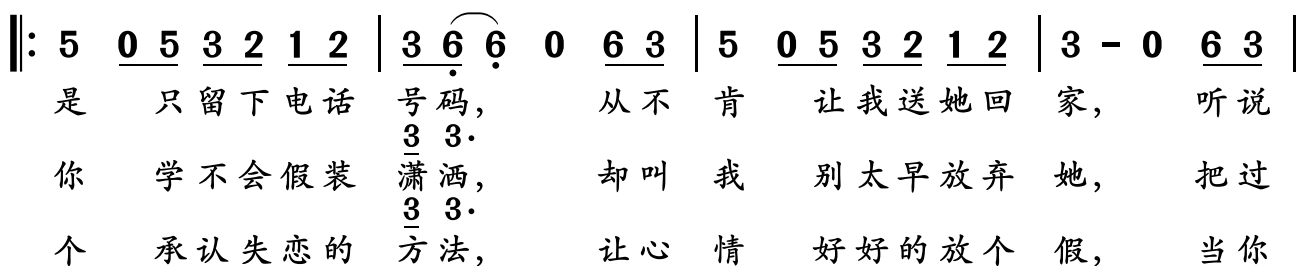 5 0 5 3 2 1 2 3 6 6 0 6 3 5 0 5 3 2 1 2 3 - 0 6 3
是 只留下电话 号码, 从不 肯 让我送她回 家, 听说
3 3·
你 学不会假装 潇洒, 却叫 我 别太早放弃 她, 把过
3 3·
个 承认失恋的 方法, 让心 情 好好的放个 假, 当你